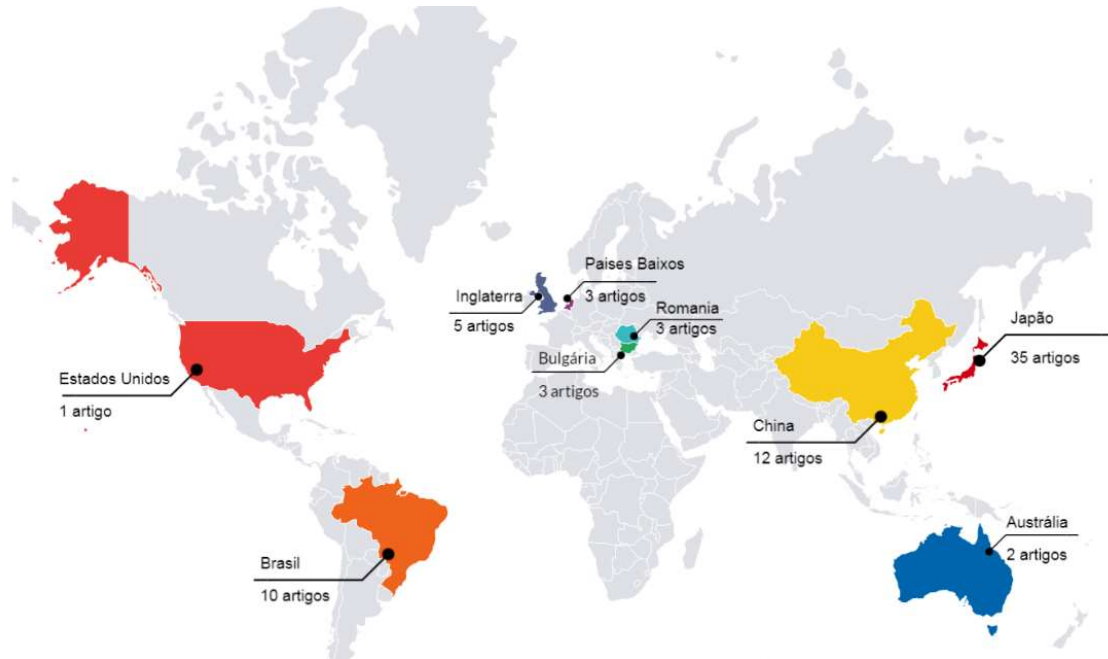 Paises Baixos
3 artigos
Inglaterra
5 artigos
Romania
3 artigos
Japão
35 artigos
Bulgária
3 artigos
Estados Unidos
1 artigo
China
12 artigos
Austrália
2 artigos
Brasil
10 artigos